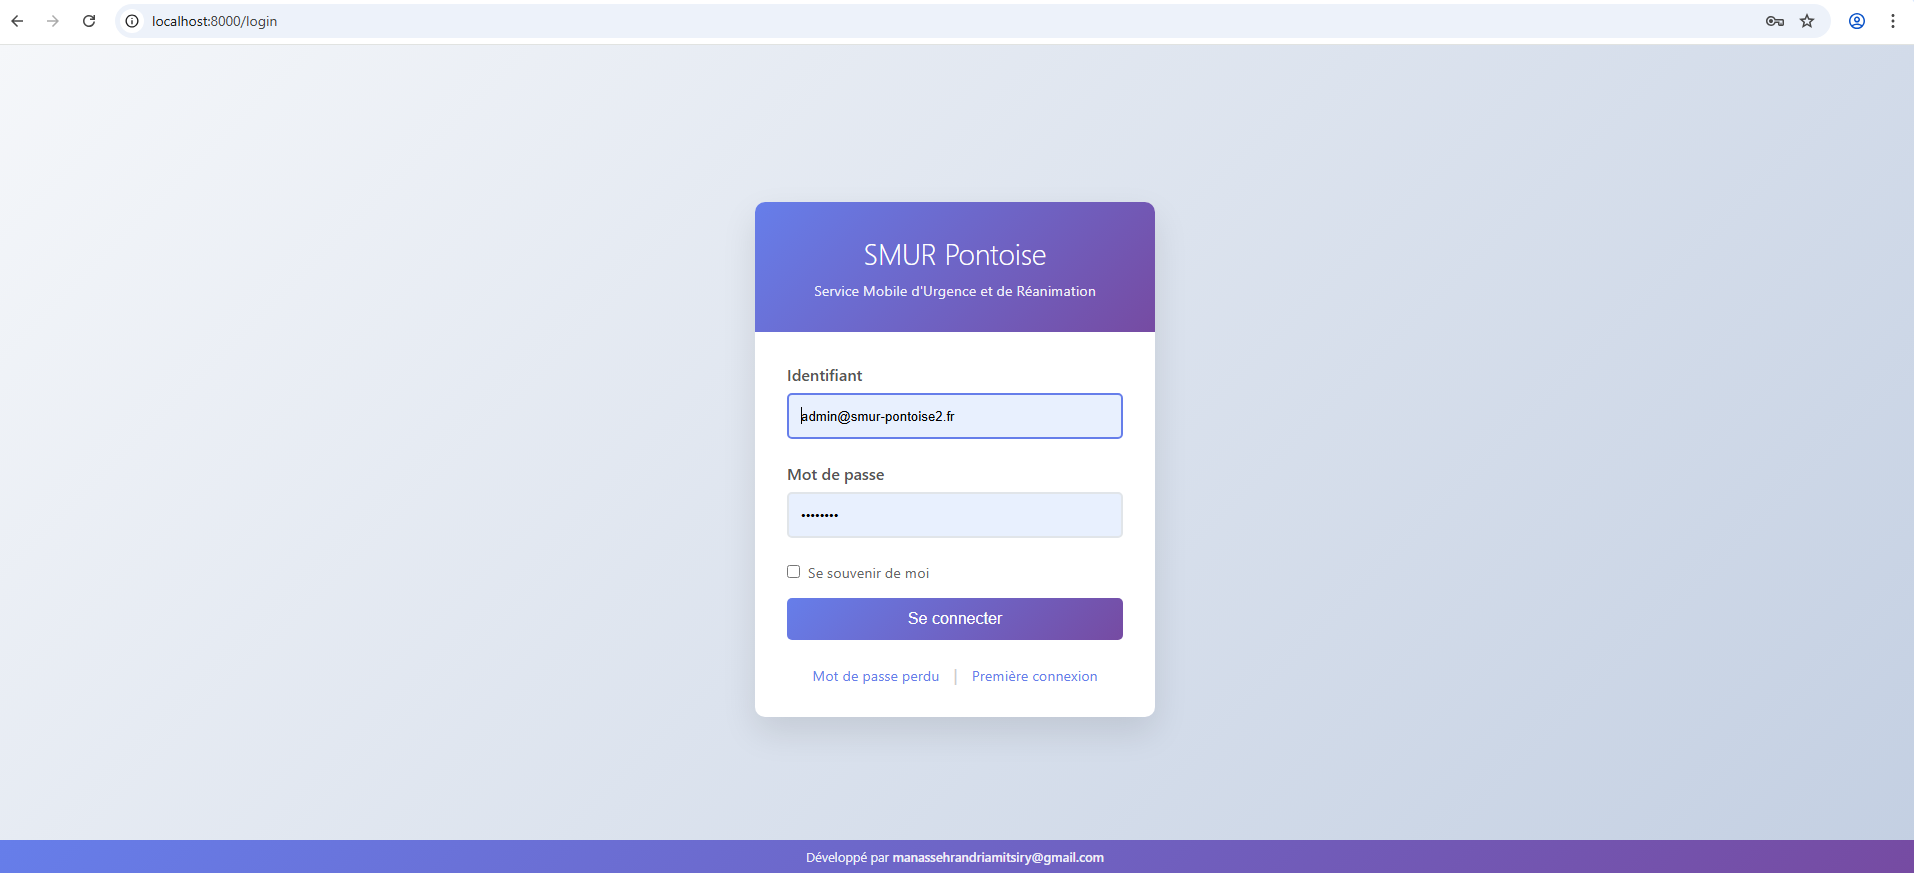 localhost:8000/login
SMUR Pontoise
Service Mobile d'Urgence et de Réanimation
Identifiant
admin@smur-pontoise2.fr
Mot de passe
••••••••
Se souvenir de moi
Se connecter
Mot de passe perdu | Première connexion
Développé par manassehrandriamitsiry@gmail.com